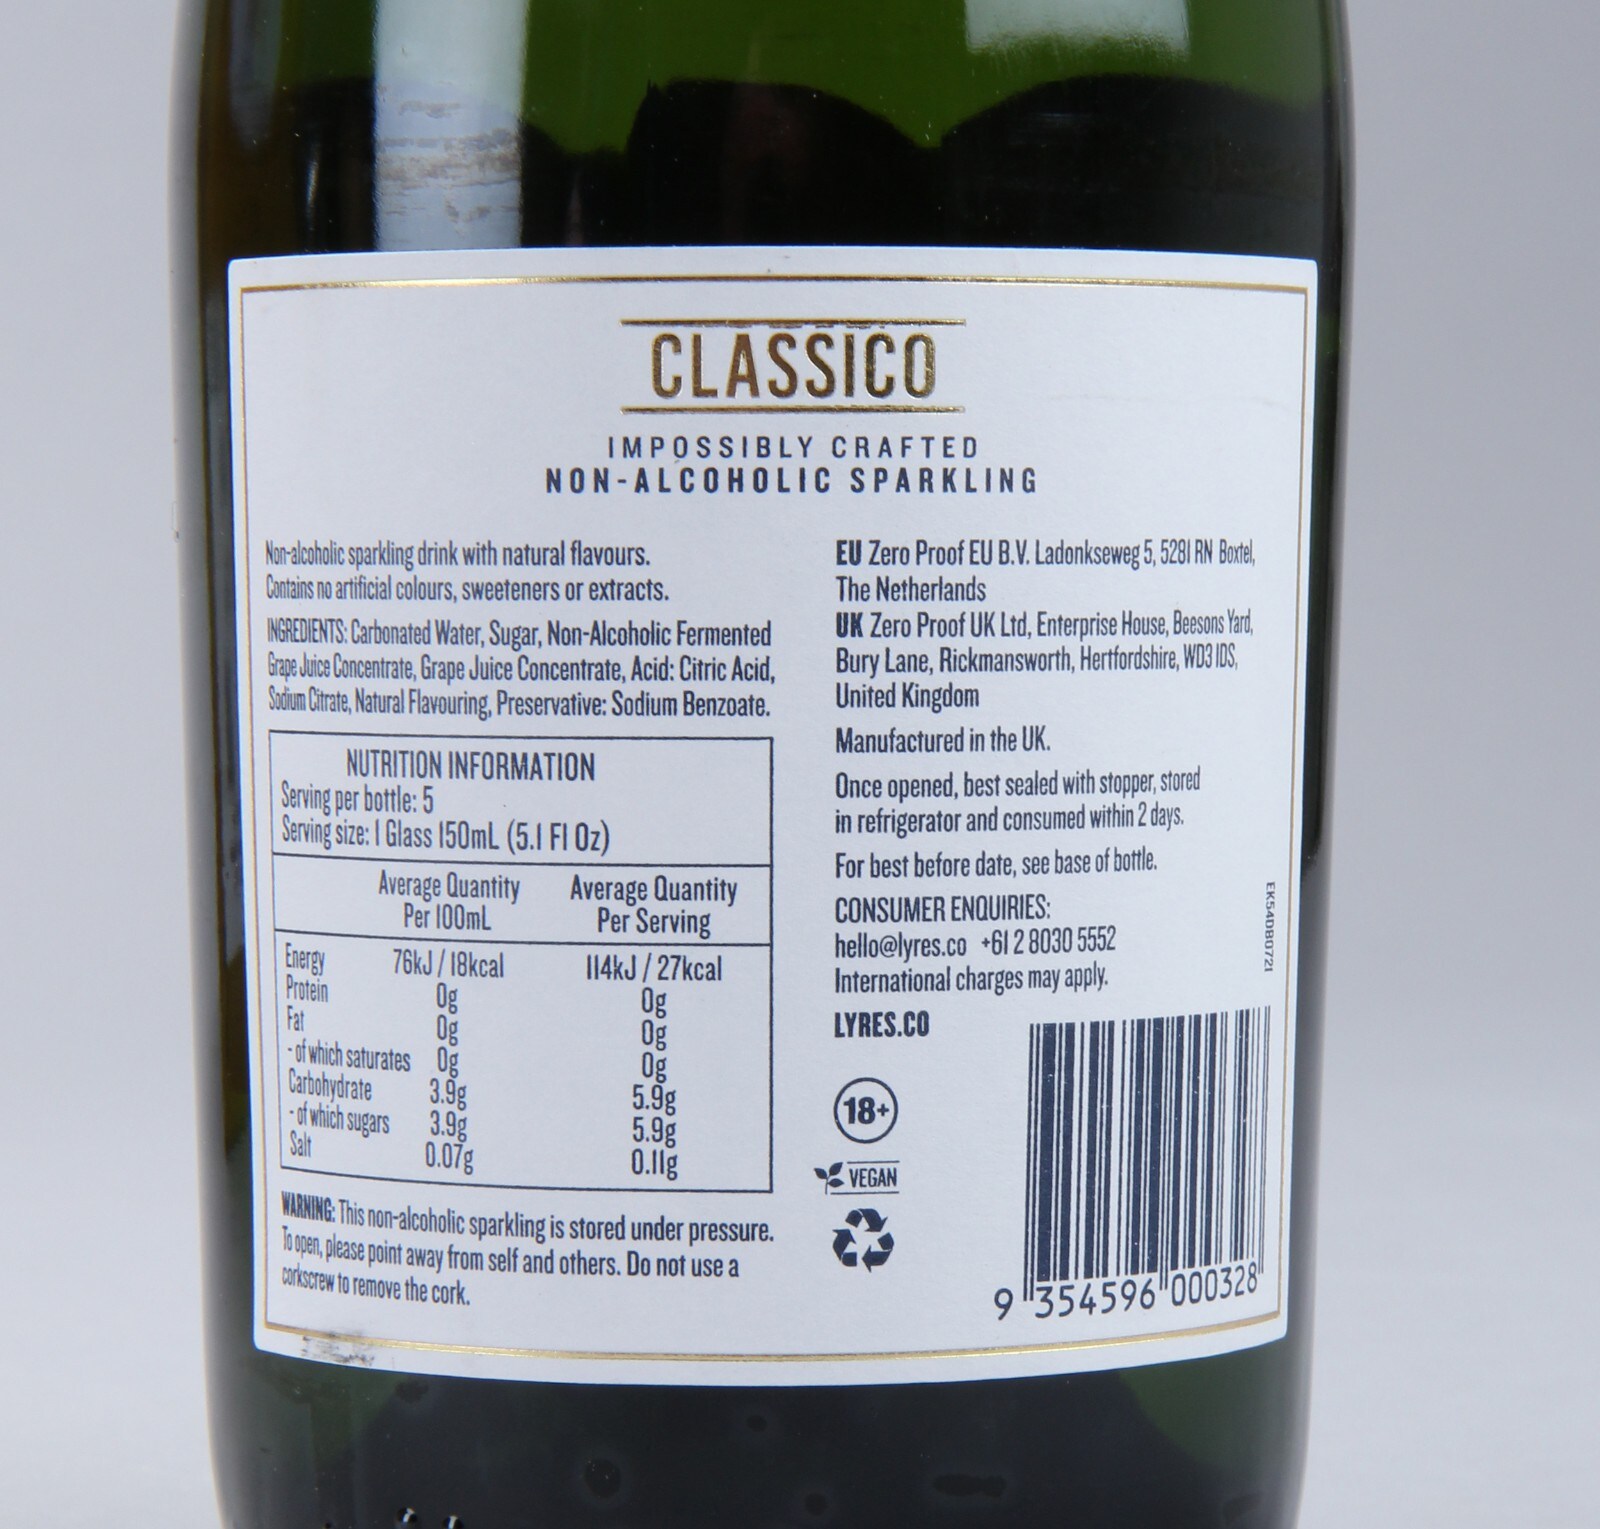 CLASSICO
IMPOSSIBLY CRAFTED
NON-ALCOHOLIC SPARKLING
Non-alcoholic sparkling drink with natural flavours.
Contains no artificial colours, sweeteners or extracts.
INGREDIENTS: Carbonated Water, Sugar, Non-Alcoholic Fermented
Grape Juice Concentrate, Grape Juice Concentrate, Acid: Citric Acid,
Sodium Citrate, Natural Flavouring, Preservative: Sodium Benzoate.
NUTRITION INFORMATION
Serving per bottle: 5
Serving size: 1 Glass 150mL (5.1 Fl Oz)
Average Quantity Average Quantity
Per 100mL Per Serving
Energy 76kJ / 18kcal 114kJ / 27kcal
Protein 0g 0g
Fat 0g 0g
- of which saturates 0g 0g
Carbohydrate 3.9g 5.9g
- of which sugars 3.9g 5.9g
Salt 0.07g 0.11g
WARNING: This non-alcoholic sparkling is stored under pressure.
To open, please point away from self and others. Do not use a
corkscrew to remove the cork.
EU Zero Proof EU B.V. Ladonkseweg 5, 5281 RN Boxtel,
The Netherlands
UK Zero Proof UK Ltd, Enterprise House, Beesons Yard,
Bury Lane, Rickmansworth, Hertfordshire, WD3 1DS,
United Kingdom
Manufactured in the UK.
Once opened, best sealed with stopper, stored
in refrigerator and consumed within 2 days.
For best before date, see base of bottle.
CONSUMER ENQUIRIES:
hello@lyres.co +61 2 8030 5552
International charges may apply.
LYRES.CO
18+
VEGAN
EK54DB0721
9 354596 000328